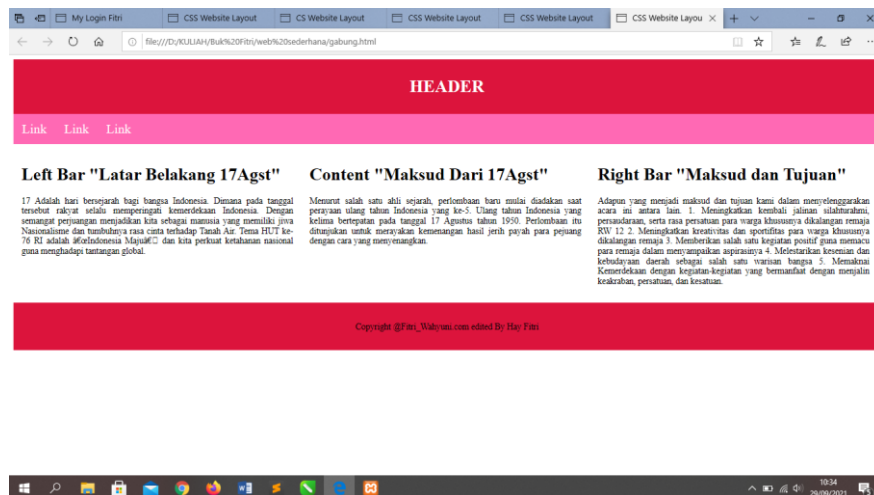 My Login Fitri
CSS Website Layout
CS Website Layout
CSS Website Layout
CSS Website Layout
CSS Website Layou
file:///D:/KULIAH/Buk%20Fitri/web%20sederhana/gabung.html
HEADER
Link Link Link
Left Bar "Latar Belakang 17Agst"
17 Adalah hari bersejarah bagi bangsa Indonesia. Dimana pada tanggal
tersebut rakyat selalu memperingati kemerdekaan Indonesia. Dengan
semangat perjuangan menjadikan kita sebagai manusia yang memiliki jiwa
Nasionalisme dan tumbuhnya rasa cinta terhadap Tanah Air. Tema HUT ke-
76 RI adalah â€œIndonesia Majuâ€ dan kita perkuat ketahanan nasional
guna menghadapi tantangan global.
Content "Maksud Dari 17Agst"
Menurut salah satu ahli sejarah, perlombaan baru mulai diadakan saat
perayaan ulang tahun Indonesia yang ke-5. Ulang tahun Indonesia yang
kelima bertepatan pada tanggal 17 Agustus tahun 1950. Perlombaan itu
ditunjukan untuk merayakan kemenangan hasil jerih payah para pejuang
dengan cara yang menyenangkan.
Right Bar "Maksud dan Tujuan"
Adapun yang menjadi maksud dan tujuan kami dalam menyelenggarakan
acara ini antara lain. 1. Meningkatkan kembali jalinan silahturahmi,
persaudaraan, serta rasa persatuan para warga khususnya dikalangan remaja
RW 12 2. Meningkatkan kreativitas dan sportifitas para warga khususnya
dikalangan remaja 3. Memberikan salah satu kegiatan positif guna memacu
para remaja dalam menyampaikan aspirasinya 4. Melestarikan kesenian dan
kebudayaan daerah sebagai salah satu warisan bangsa 5. Memaknai
Kemerdekaan dengan kegiatan-kegiatan yang bermanfaat dengan menjalin
keakraban, persatuan, dan kesatuan.
Copyright @Fitri_Wahyuni.com edited By Hay Fitri
10:34
29/09/2021